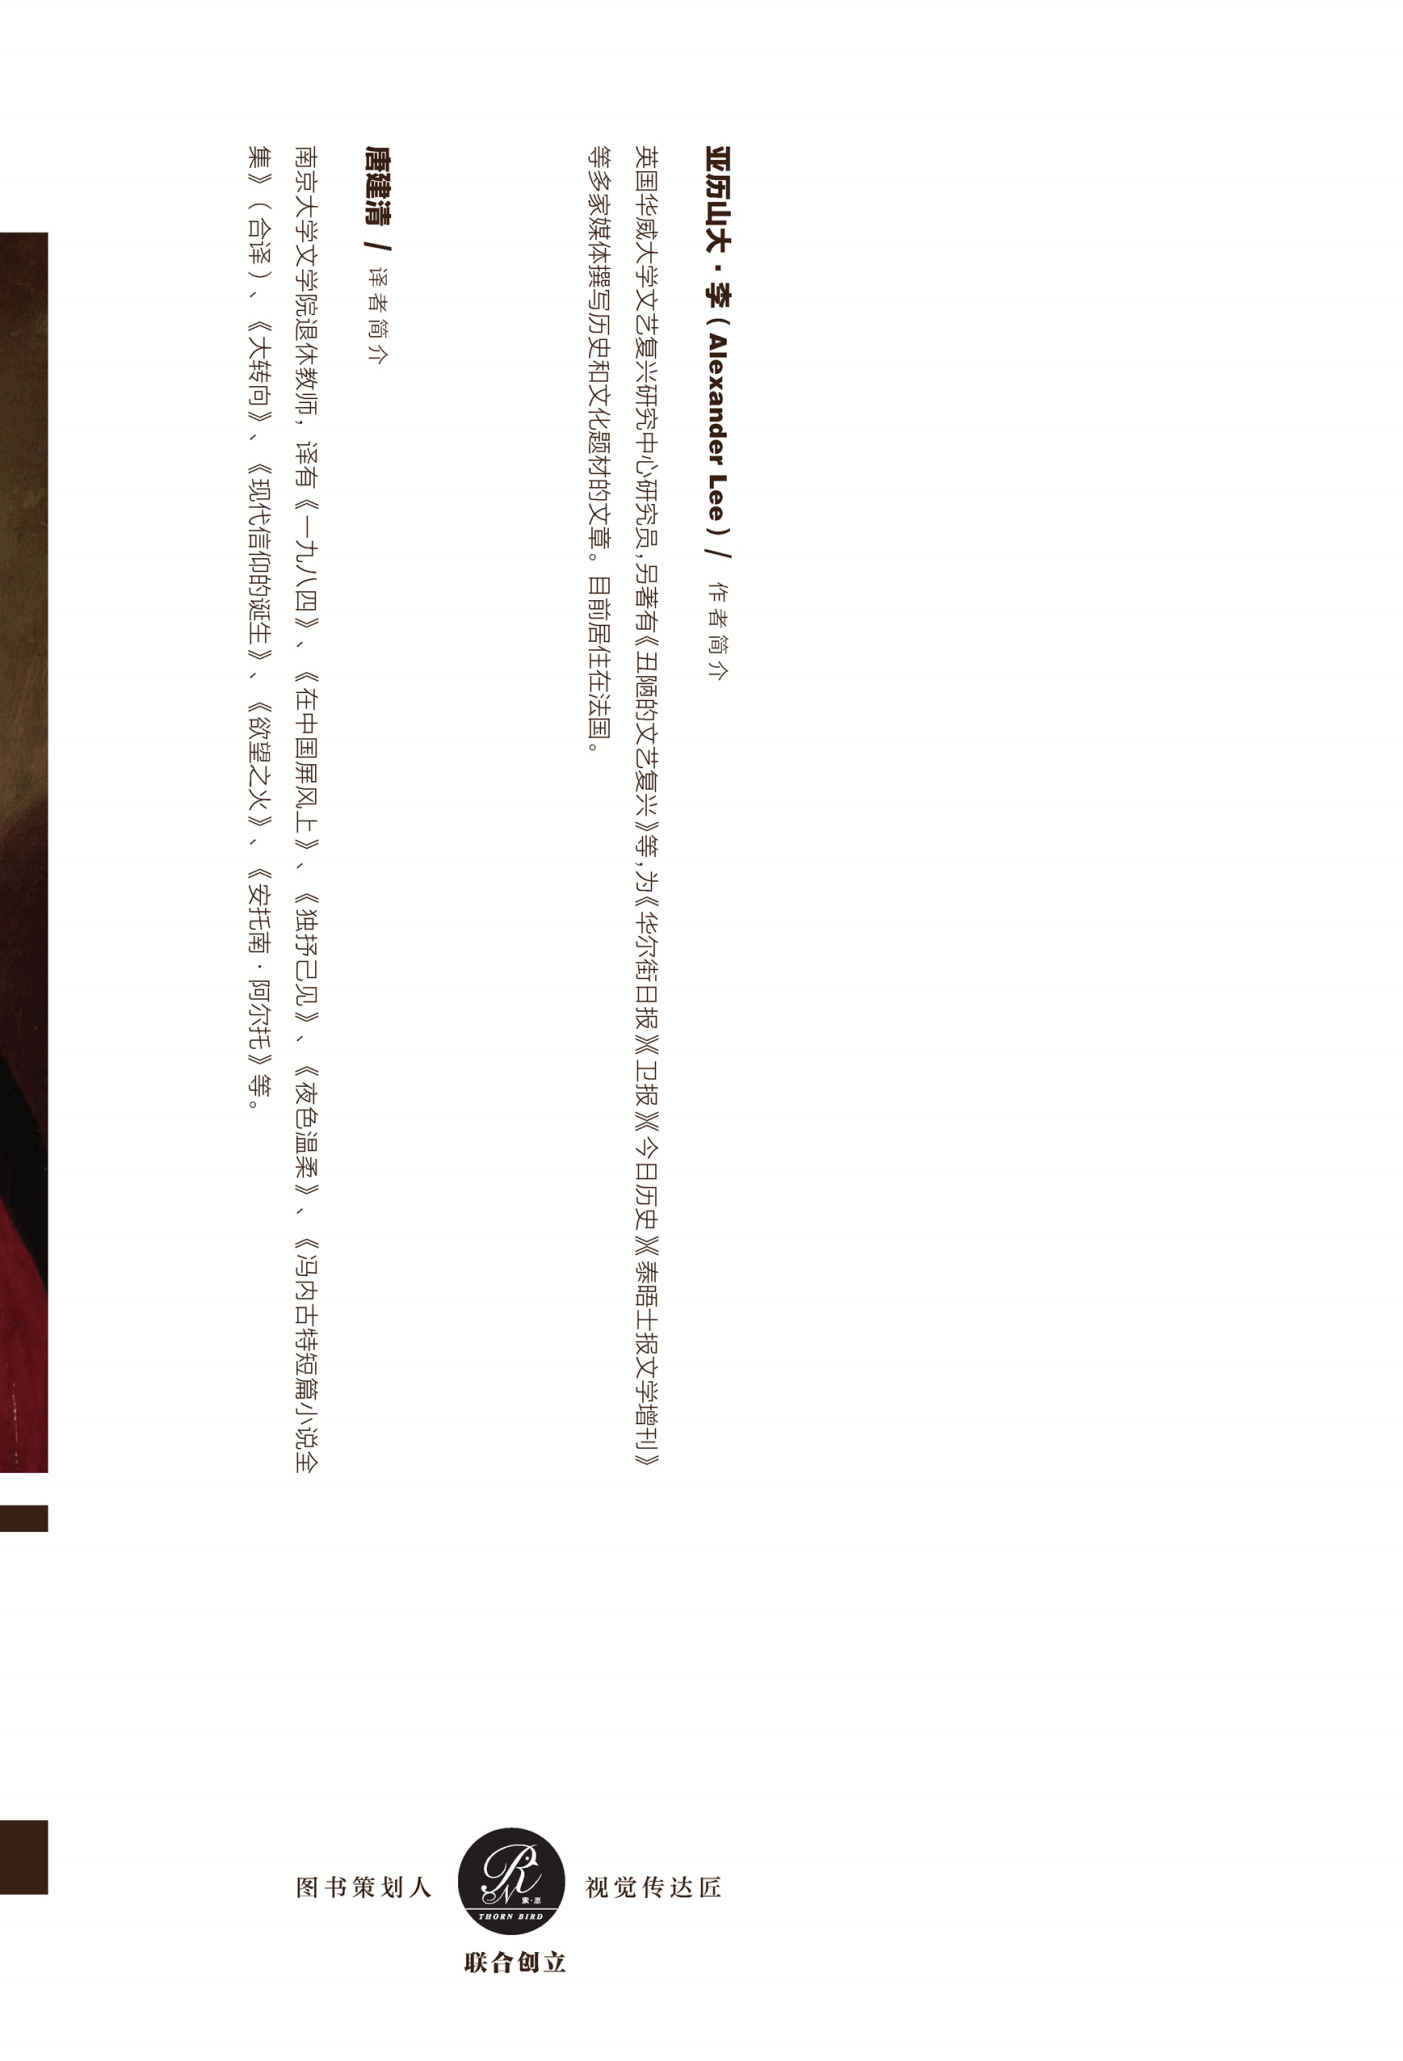 亚历山大·李（Alexander Lee）/ 作者简介
英国华威大学文艺复兴研究中心研究员，另著有《丑陋的文艺复兴》等，为《华尔街日报》《卫报》《今日历史》《泰晤士报文学增刊》
等多家媒体撰写历史和文化题材的文章。目前居住在法国。
唐建清 / 译者简介
南京大学文学院退休教师，译有《一九八四》、《在中国屏风上》、《独抒己见》、《夜色温柔》、《冯内古特短篇小说全
集》（合译）、《大转向》、《现代信仰的诞生》、《欲望之火》、《安托南·阿尔托》等。
图书策划人
索·恩
THORN BIRD
视觉传达匠
联合创立